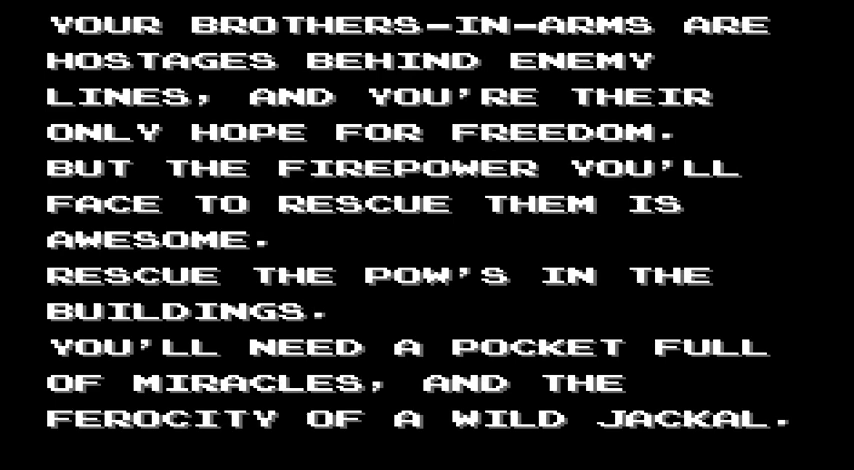 YOUR BROTHERS-IN-ARMS ARE
HOSTAGES BEHIND ENEMY
LINES, AND YOU'RE THEIR
ONLY HOPE FOR FREEDOM.
BUT THE FIREPOWER YOU'LL
FACE TO RESCUE THEM IS
AWESOME.
RESCUE THE POW'S IN THE
BUILDINGS.
YOU'LL NEED A POCKET FULL
OF MIRACLES, AND THE
FEROCITY OF A WILD JACKAL.